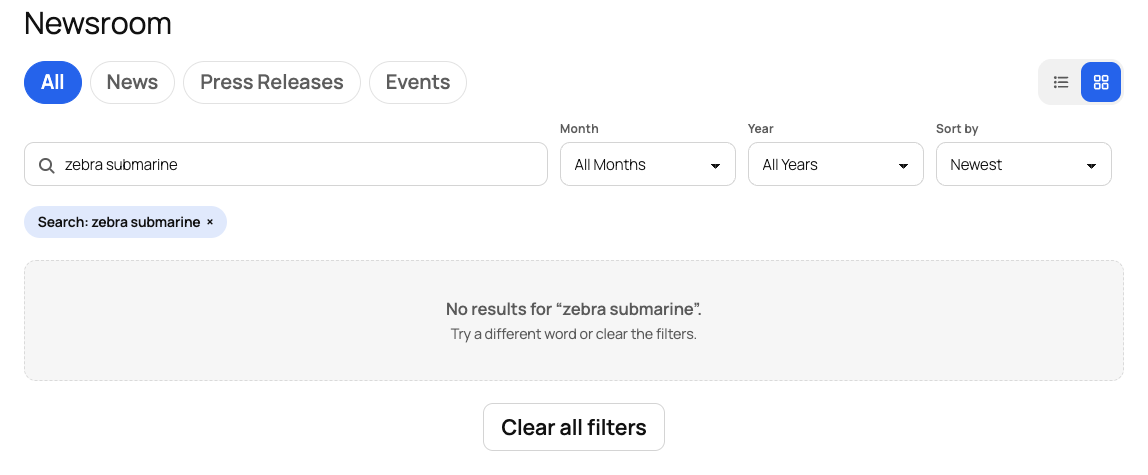 Newsroom
All News Press Releases Events
Month Year Sort by
zebra submarine All Months All Years Newest
Search: zebra submarine ×
No results for “zebra submarine”.
Try a different word or clear the filters.
Clear all filters